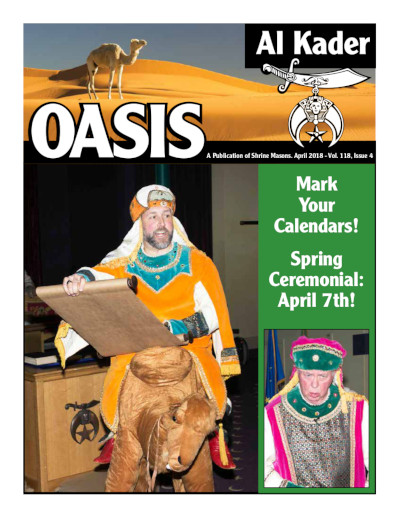 Al Kader
OASIS
A Publication of Shrine Masons. April 2018 - Vol. 118, Issue 4
Mark
Your
Calendars!
Spring
Ceremonial:
April 7th!